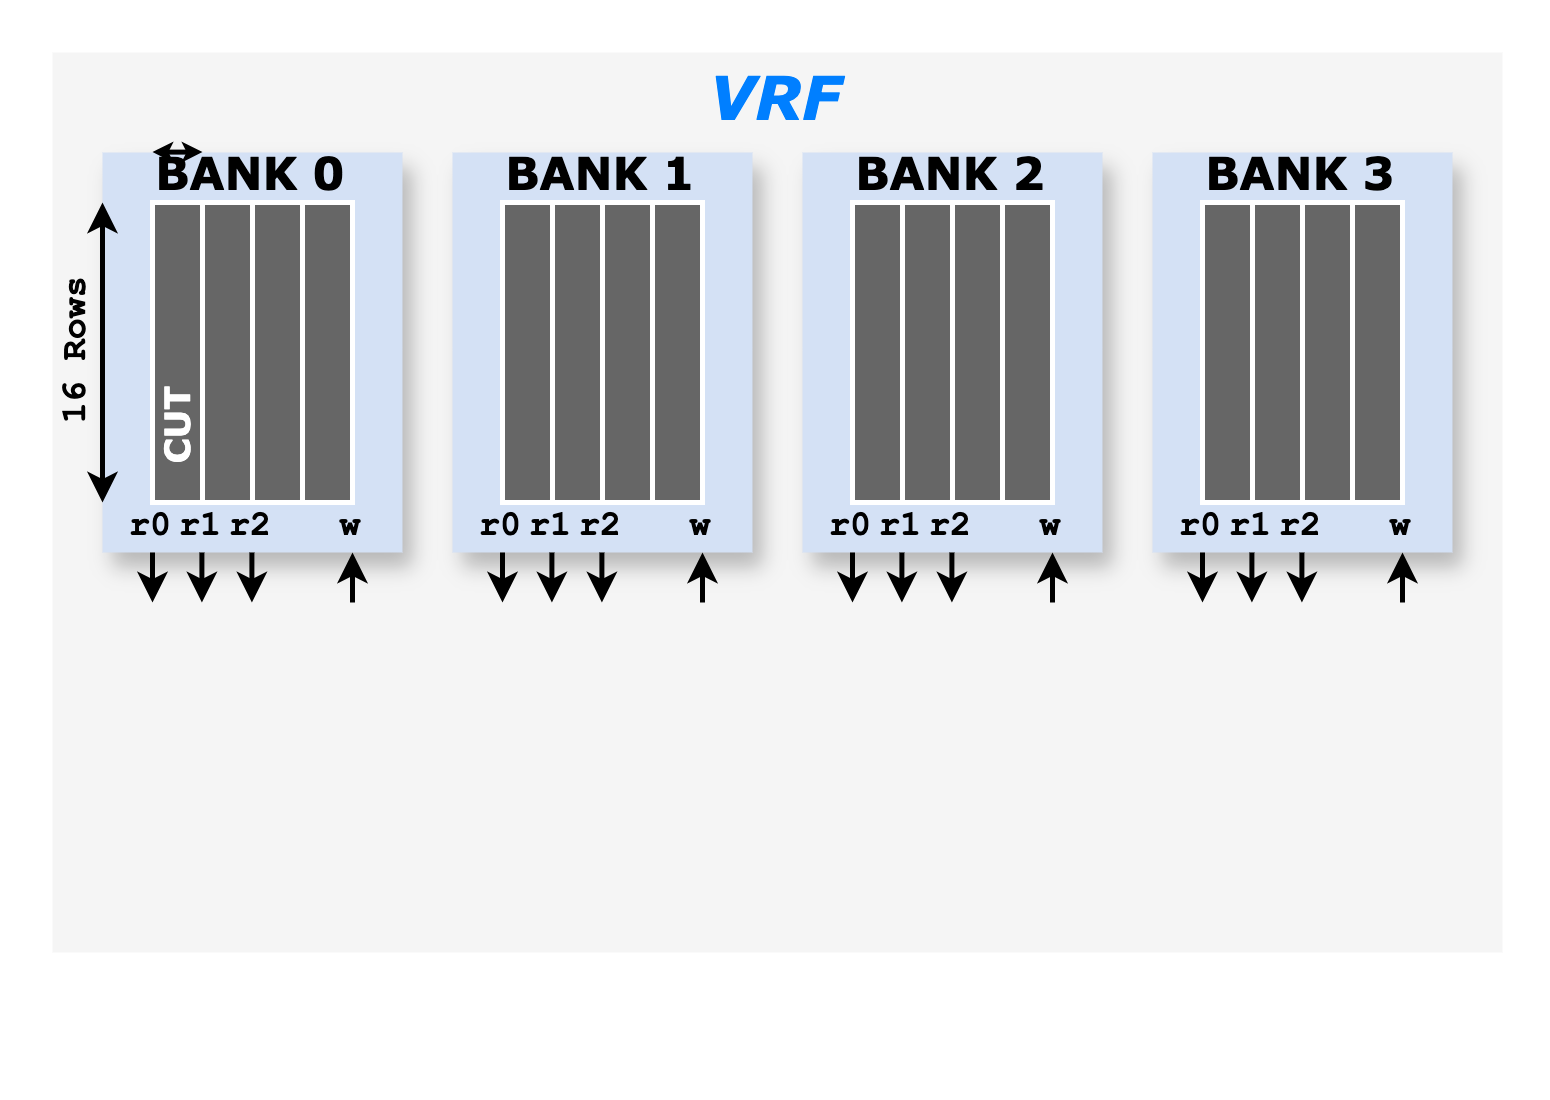 VRF
BANK 0
BANK 1
BANK 2
BANK 3
16 Rows
CUT
r0 r1 r2 w
r0 r1 r2 w
r0 r1 r2 w
r0 r1 r2 w